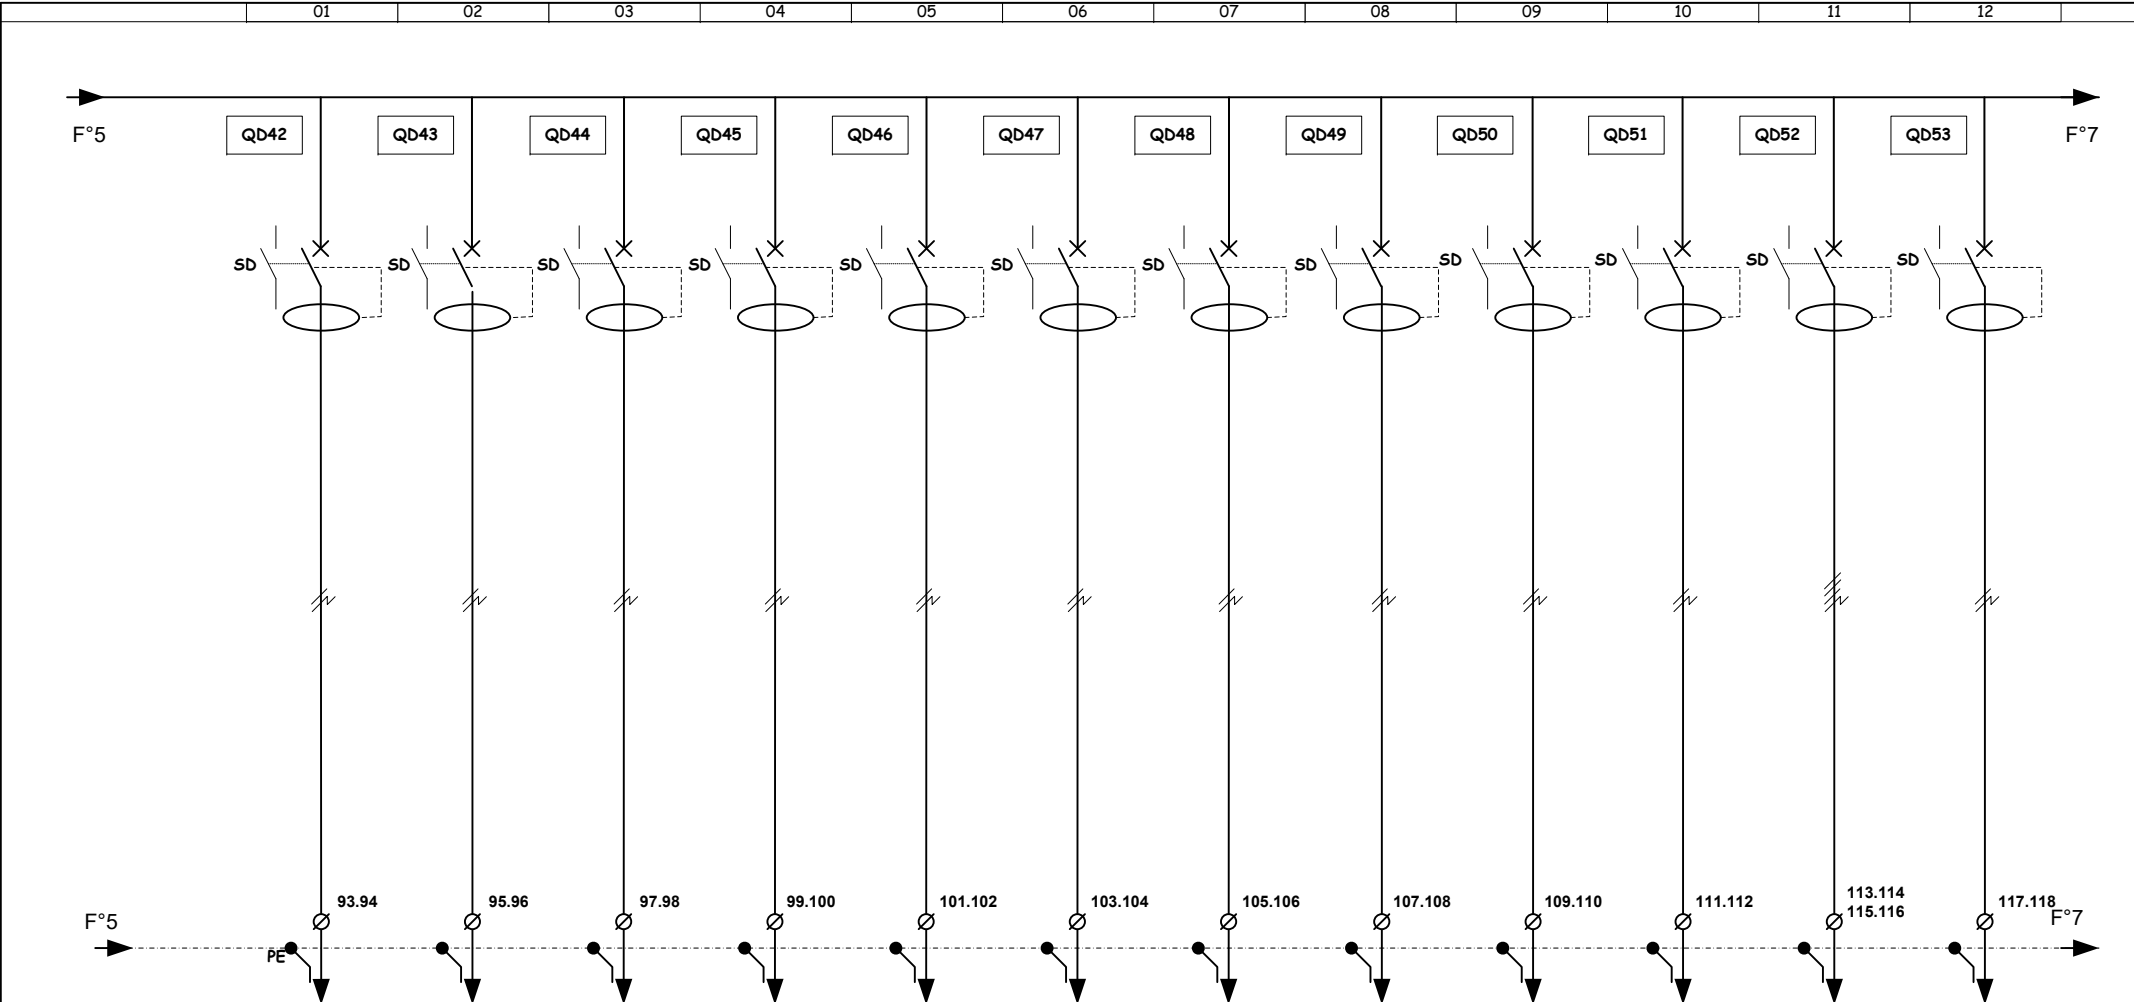 01 02 03 04 05 06 07 08 09 10 11 12
F°5 QD42 QD43 QD44 QD45 QD46 QD47 QD48 QD49 QD50 QD51 QD52 QD53 F°7
SD SD SD SD SD SD SD SD SD SD SD SD
93.94 95.96 97.98 99.100 101.102 103.104 105.106 107.108 109.110 111.112 113.114 117.118
F°5 115.116 F°7
PE